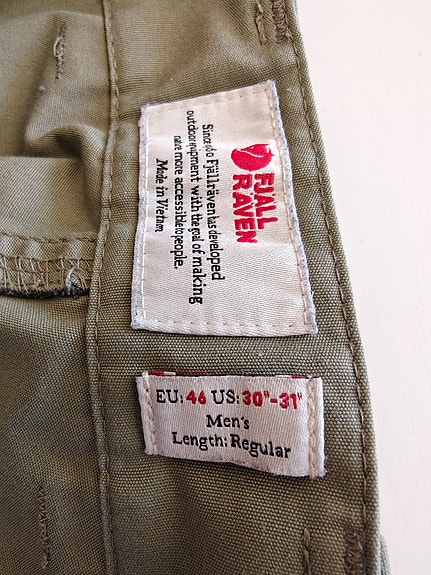 FJÄLL
RÄVEN
Since 1960 Fjällräven has developed
outdoor equipment with the goal of making
nature more accessible to people.
Made in Vietnam
EU: 46 US: 30"-31"
Men's
Length: Regular